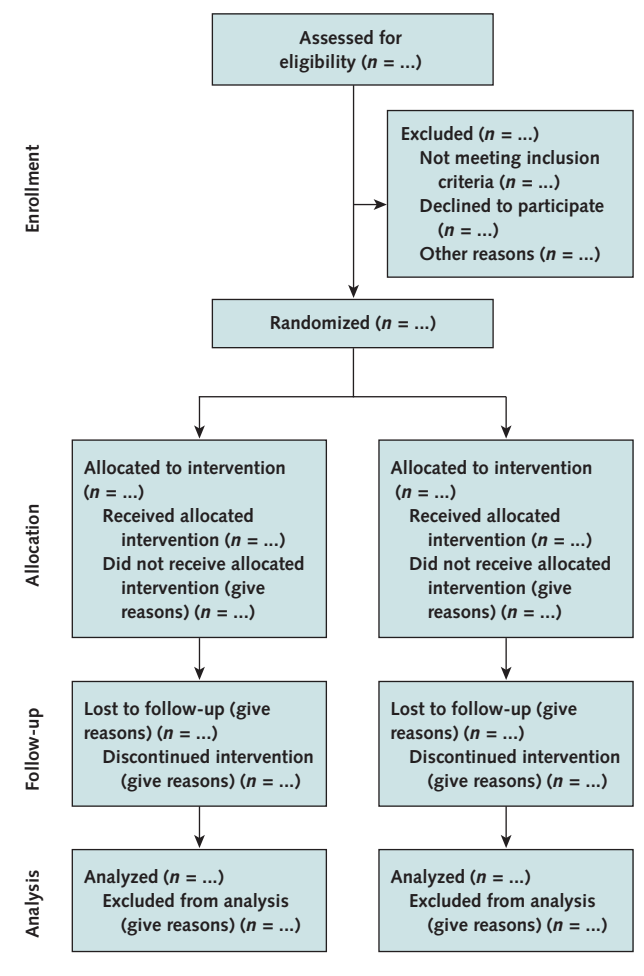 Assessed for
eligibility (n = ...)
Enrollment
Excluded (n = ...)
Not meeting inclusion
criteria (n = ...)
Declined to participate
(n = ...)
Other reasons (n = ...)
Randomized (n = ...)
Allocation
Allocated to intervention
(n = ...)
Received allocated
intervention (n = ...)
Did not receive allocated
intervention (give
reasons) (n = ...)
Allocated to intervention
(n = ...)
Received allocated
intervention (n = ...)
Did not receive allocated
intervention (give
reasons) (n = ...)
Follow-up
Lost to follow-up (give
reasons) (n = ...)
Discontinued intervention
(give reasons) (n = ...)
Lost to follow-up (give
reasons) (n = ...)
Discontinued intervention
(give reasons) (n = ...)
Analysis
Analyzed (n = ...)
Excluded from analysis
(give reasons) (n = ...)
Analyzed (n = ...)
Excluded from analysis
(give reasons) (n = ...)